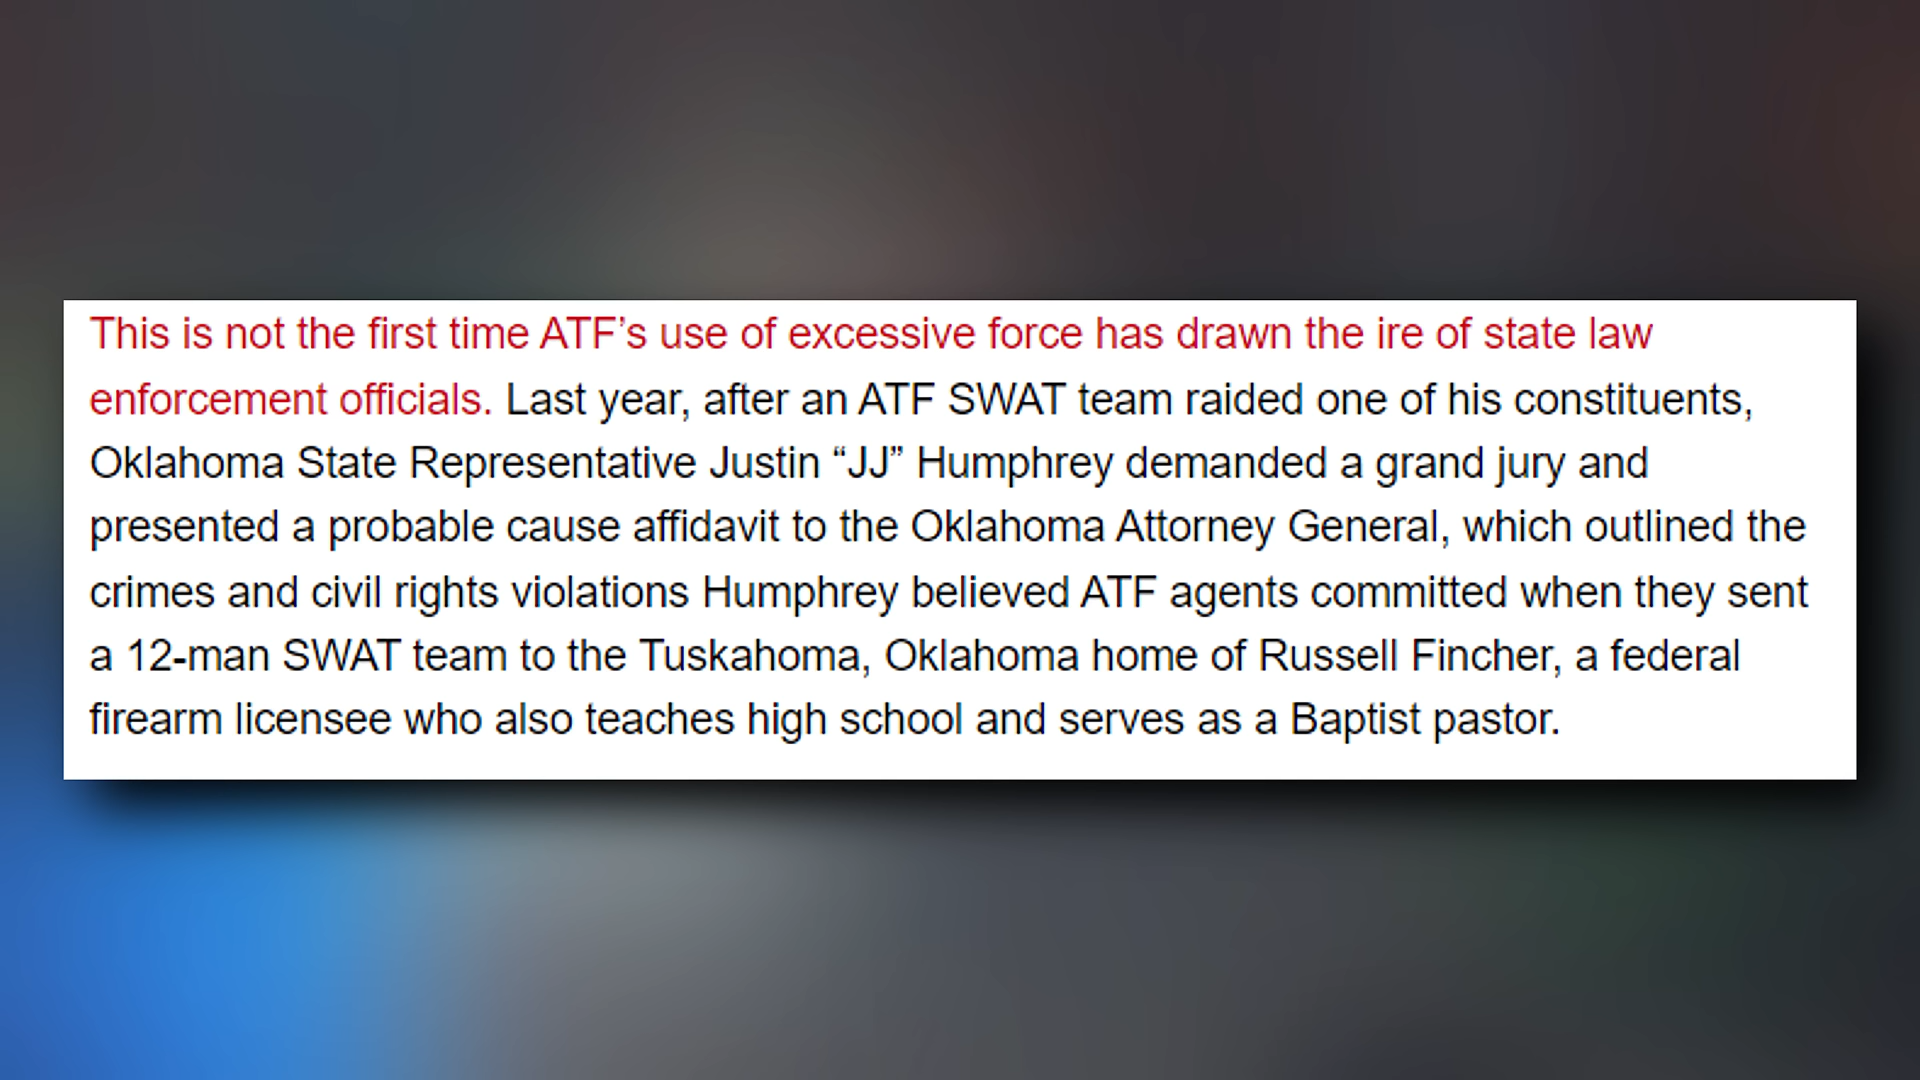 This is not the first time ATF’s use of excessive force has drawn the ire of state law
enforcement officials. Last year, after an ATF SWAT team raided one of his constituents,
Oklahoma State Representative Justin “JJ” Humphrey demanded a grand jury and
presented a probable cause affidavit to the Oklahoma Attorney General, which outlined the
crimes and civil rights violations Humphrey believed ATF agents committed when they sent
a 12-man SWAT team to the Tuskahoma, Oklahoma home of Russell Fincher, a federal
firearm licensee who also teaches high school and serves as a Baptist pastor.